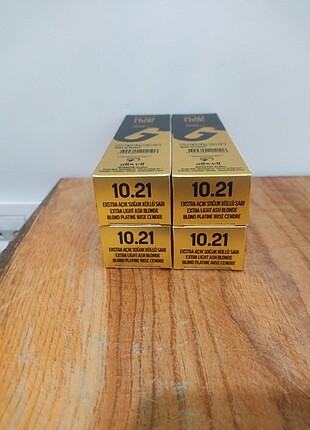 10.21
EKSTRA AÇIK SOĞUK KÜLLÜ SARI
EXTRA LIGHT ASH BLONDE
BLOND PLATINE IRISE CENDRE
10.21
EKSTRA AÇIK SOĞUK KÜLLÜ SARI
EXTRA LIGHT ASH BLONDE
BLOND PLATINE IRISE CENDRE
10.21
EKSTRA AÇIK SOĞUK KÜLLÜ SARI
EXTRA LIGHT ASH BLONDE
BLOND PLATINE IRISE CENDRE
10.21
EKSTRA AÇIK SOĞUK KÜLLÜ SARI
EXTRA LIGHT ASH BLONDE
BLOND PLATINE IRISE CENDRE